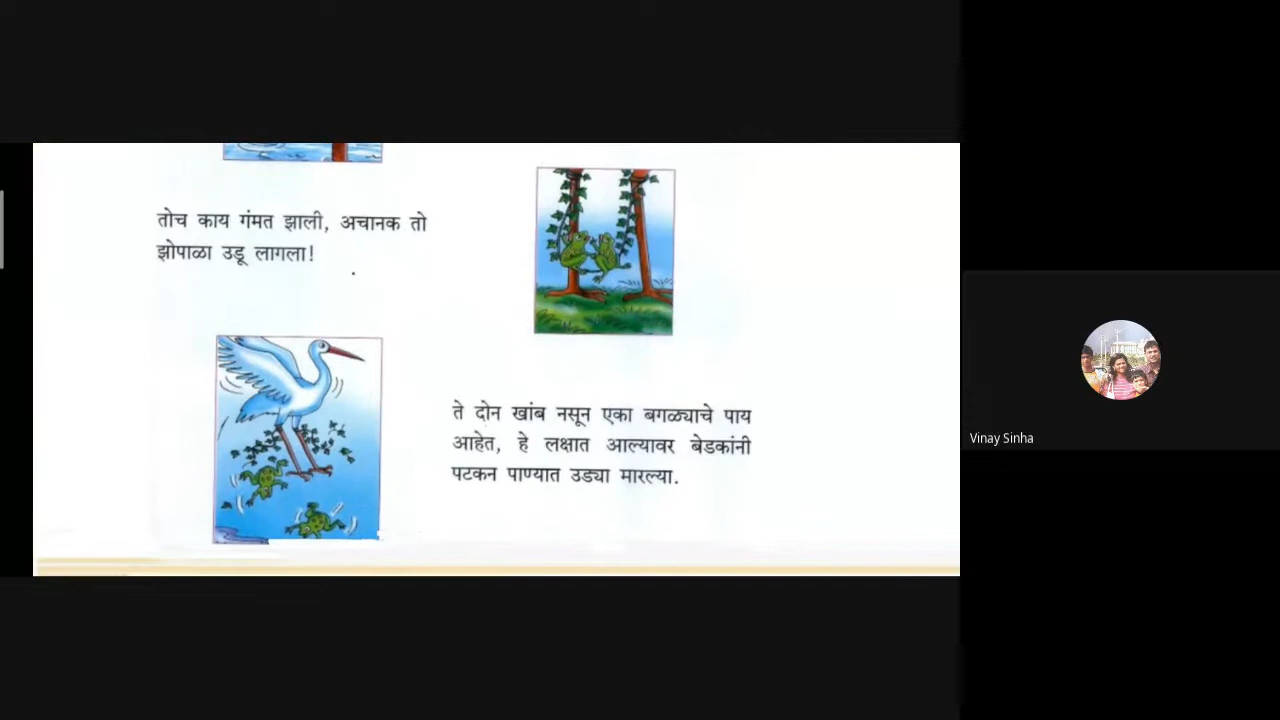 तोच काय गंमत झाली, अचानक तो
झोपाळा उडू लागला!
ते दोन खांब नसून एका बगळ्याचे पाय
आहेत, हे लक्षात आल्यावर बेडकांनी
पटकन पाण्यात उड्या मारल्या.
Vinay Sinha